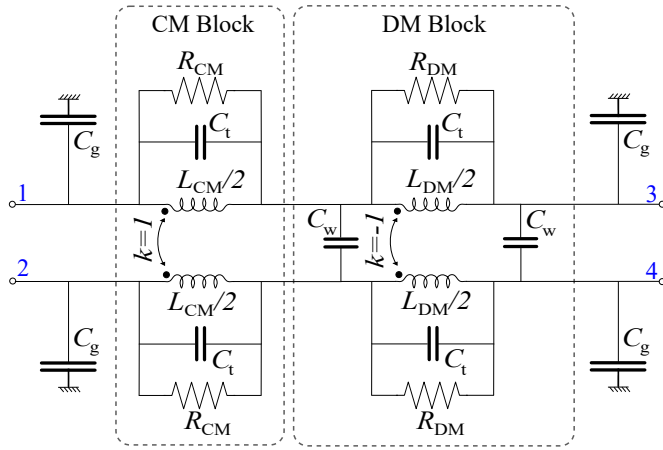 CM Block DM Block
R_CM R_DM
C_g C_t C_t C_g
L_CM/2 L_DM/2
1 3
k=1 C_w k=-1 C_w
2 4
L_CM/2 L_DM/2
C_g C_t C_t C_g
R_CM R_DM